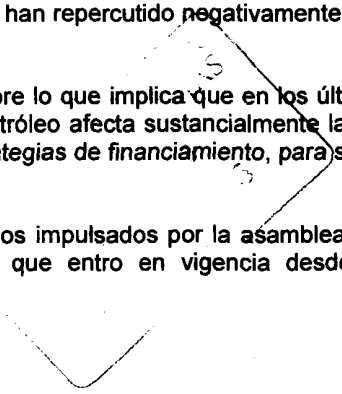 han repercutido negativamente
re lo que implica que en los últ
tróleo afecta sustancialmente la
tegias de financiamiento, para s
os impulsados por la asamblea
que entro en vigencia desde